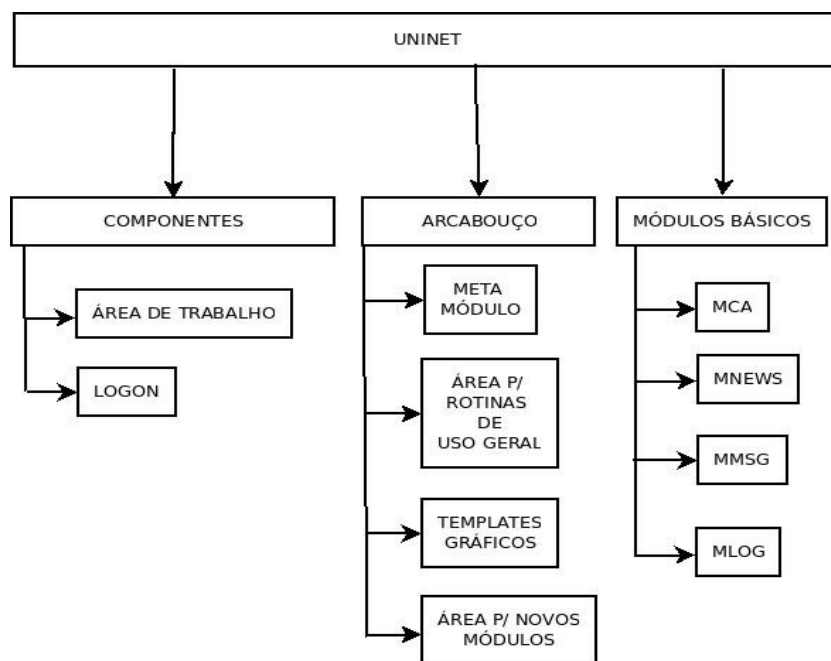 UNINET
COMPONENTES
ÁREA DE TRABALHO
LOGON
ARCABOUÇO
META
MÓDULO
ÁREA P/
ROTINAS
DE
USO GERAL
TEMPLATES
GRÁFICOS
ÁREA P/ NOVOS
MÓDULOS
MÓDULOS BÁSICOS
MCA
MNEWS
MMSG
MLOG